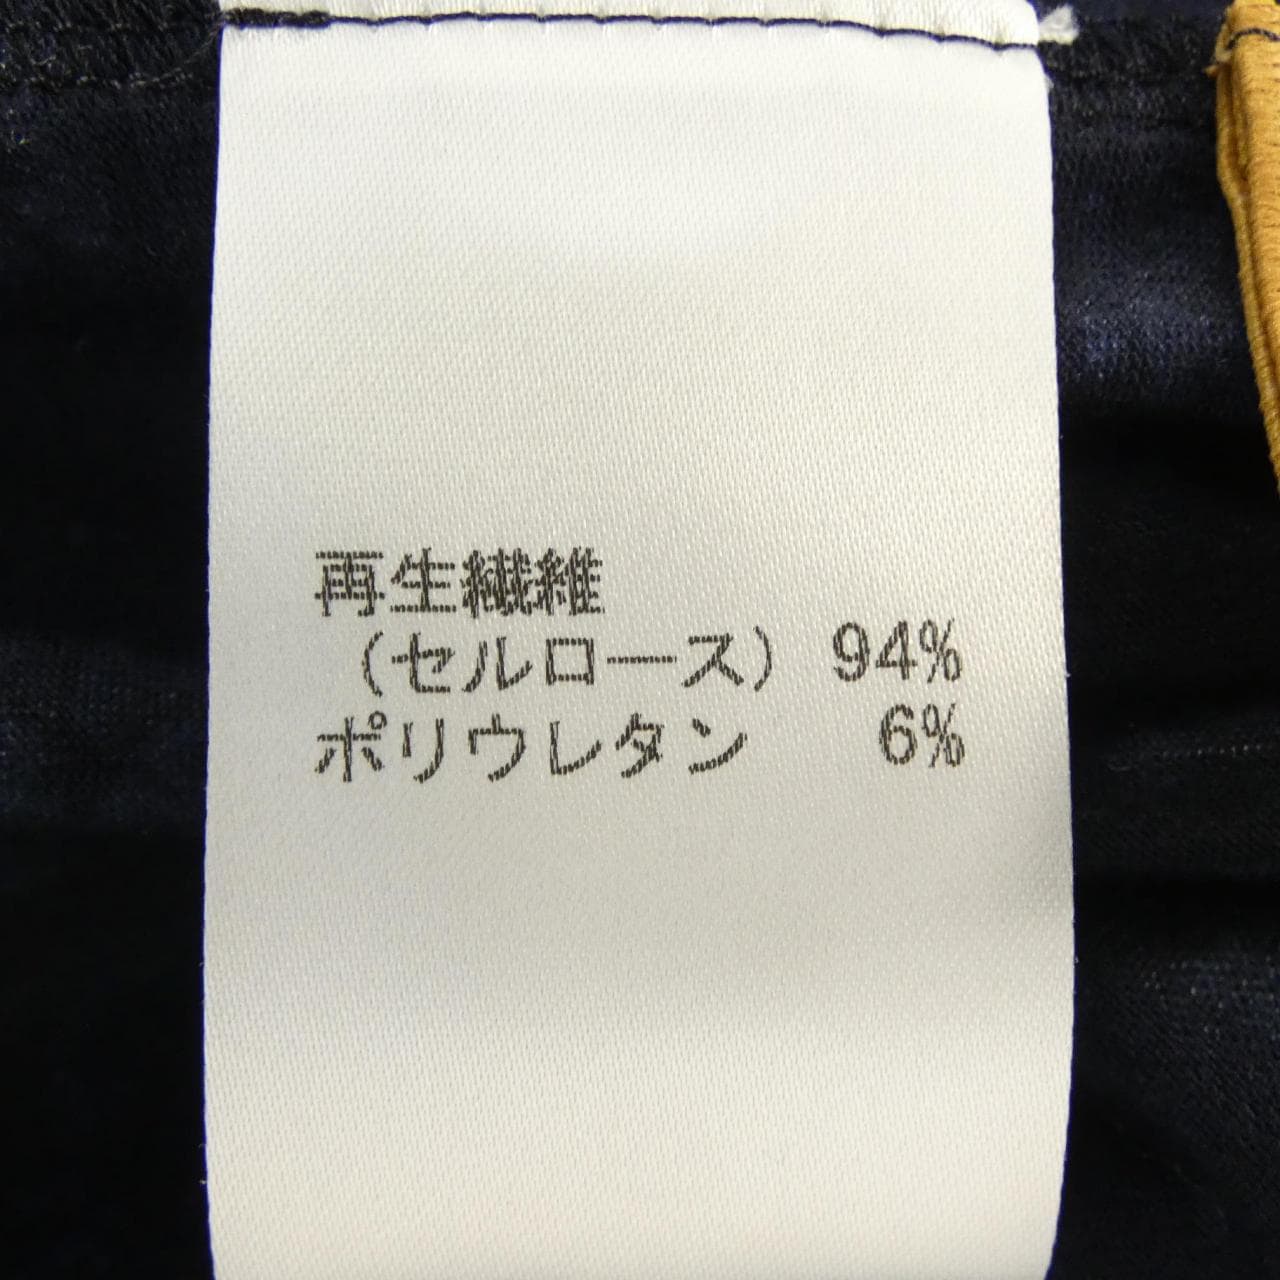 再生繊維
（セルロース） 94%
ポリウレタン 6%